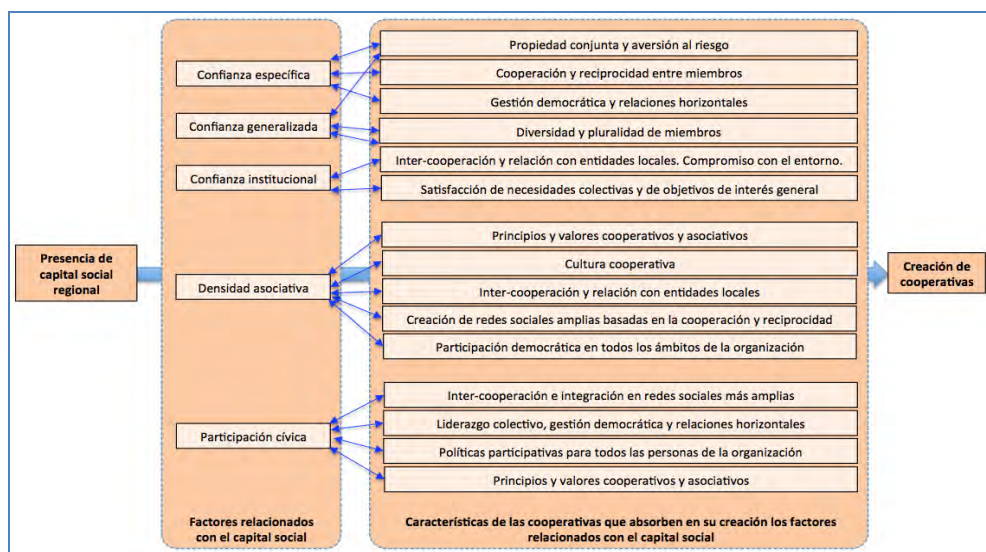 Presencia de
capital social
regional
Confianza específica
Confianza generalizada
Confianza institucional
Densidad asociativa
Participación cívica
Factores relacionados
con el capital social
Propiedad conjunta y aversión al riesgo
Cooperación y reciprocidad entre miembros
Gestión democrática y relaciones horizontales
Diversidad y pluralidad de miembros
Inter-cooperación y relación con entidades locales. Compromiso con el entorno.
Satisfacción de necesidades colectivas y de objetivos de interés general
Principios y valores cooperativos y asociativos
Cultura cooperativa
Inter-cooperación y relación con entidades locales
Creación de redes sociales amplias basadas en la cooperación y reciprocidad
Participación democrática en todos los ámbitos de la organización
Inter-cooperación e integración en redes sociales más amplias
Liderazgo colectivo, gestión democrática y relaciones horizontales
Políticas participativas para todos las personas de la organización
Principios y valores cooperativos y asociativos
Características de las cooperativas que absorben en su creación los factores
relacionados con el capital social
Creación de
cooperativas